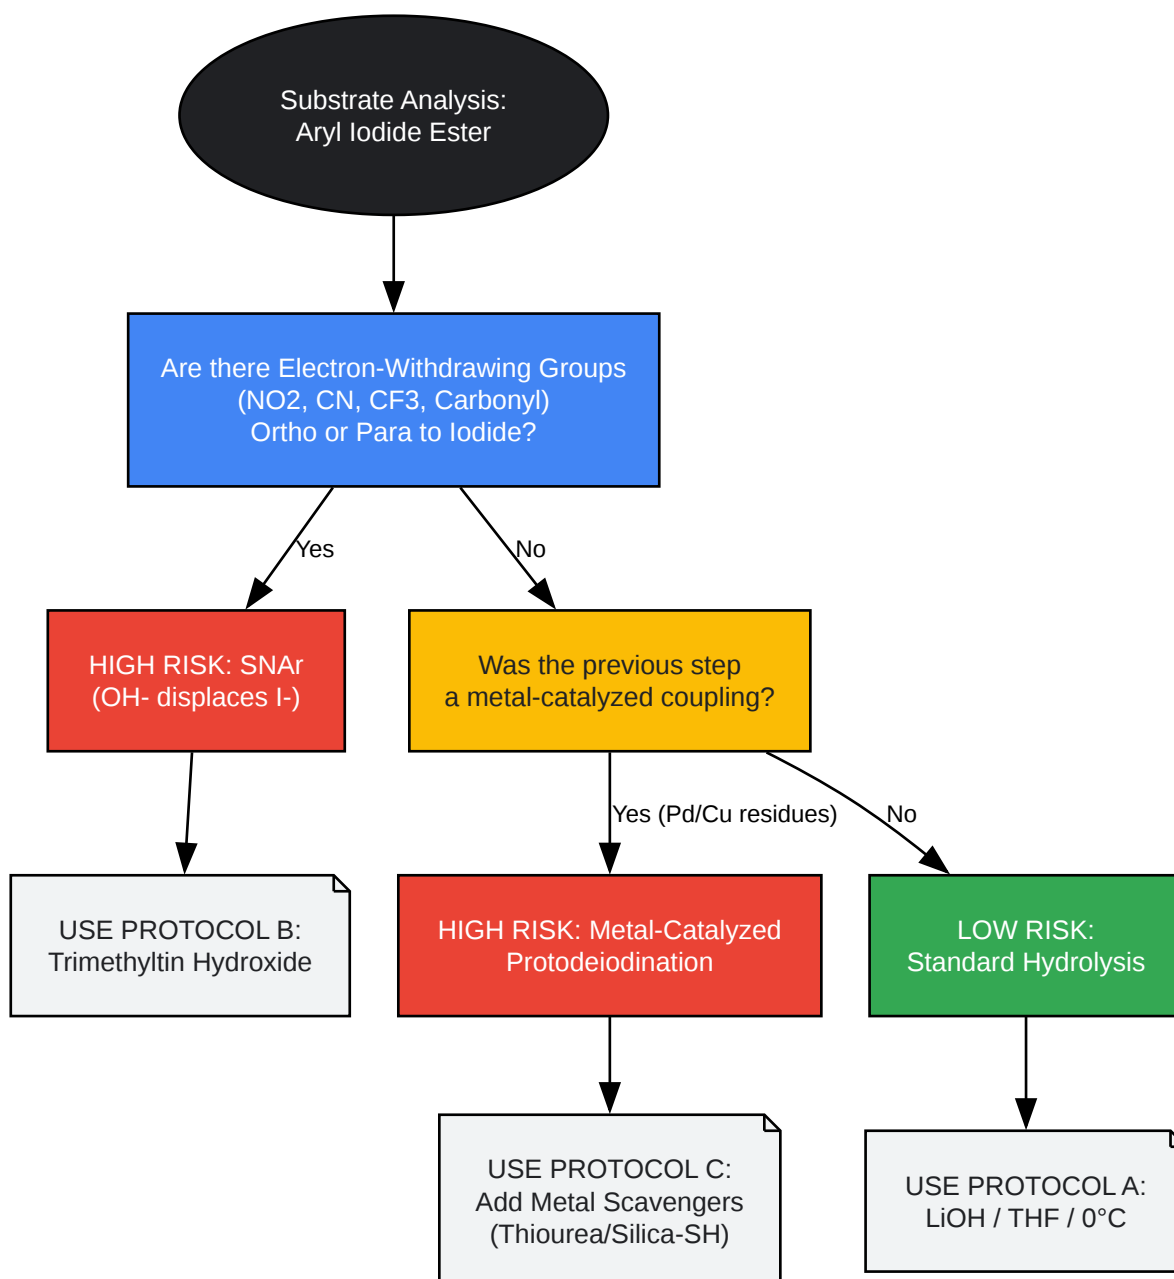 Substrate Analysis:
Aryl Iodide Ester
Are there Electron-Withdrawing Groups
(NO2, CN, CF3, Carbonyl)
Ortho or Para to Iodide?
Yes
No
HIGH RISK: SNAr
(OH- displaces I-)
Was the previous step
a metal-catalyzed coupling?
Yes (Pd/Cu residues)
No
USE PROTOCOL B:
Trimethyltin Hydroxide
HIGH RISK: Metal-Catalyzed
Protodeiodination
LOW RISK:
Standard Hydrolysis
USE PROTOCOL C:
Add Metal Scavengers
(Thiourea/Silica-SH)
USE PROTOCOL A:
LiOH / THF / 0°C